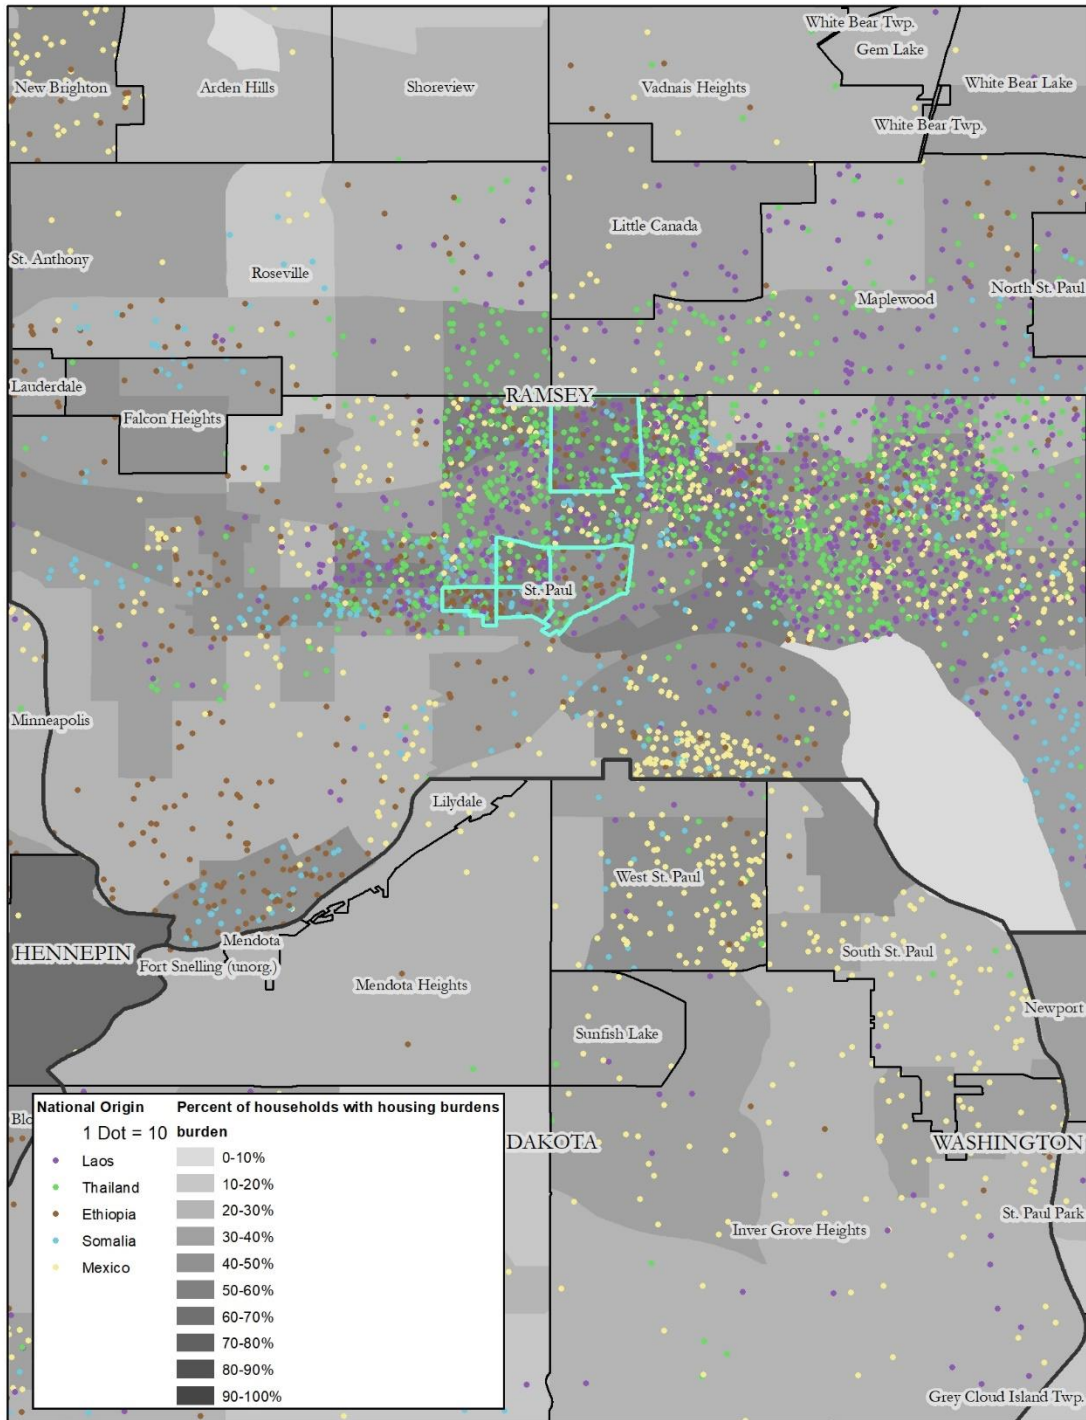 White Bear Twp.
Gem Lake
New Brighton
Arden Hills
Shoreview
Vadnais Heights
White Bear Lake
White Bear Twp.
Little Canada
St. Anthony
Roseville
North St. Paul
Maplewood
Lauderdale
RAMSEY
Falcon Heights
St. Paul
Minneapolis
Lilydale
West St. Paul
HENNEPIN
Mendota
South St. Paul
Fort Snelling (unorg.)
Mendota Heights
Newport
Sunfish Lake
National Origin
1 Dot = 10
Laos
Thailand
Ethiopia
Somalia
Mexico
Percent of households with housing burdens
burden
0-10%
10-20%
20-30%
30-40%
40-50%
50-60%
60-70%
70-80%
80-90%
90-100%
Blo
DAKOTA
WASHINGTON
St. Paul Park
Inver Grove Heights
Grey Cloud Island Twp.